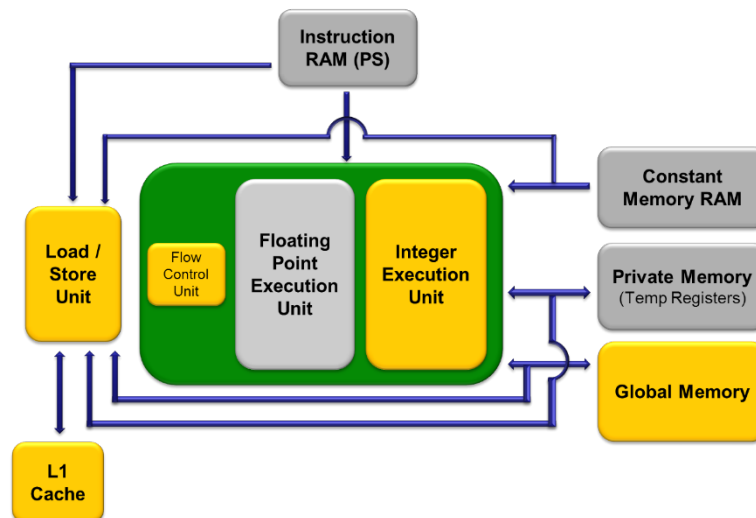 Instruction
RAM (PS)
Constant
Memory RAM
Load /
Store
Unit
Flow
Control
Unit
Floating
Point
Execution
Unit
Integer
Execution
Unit
Private Memory
(Temp Registers)
Global Memory
L1
Cache